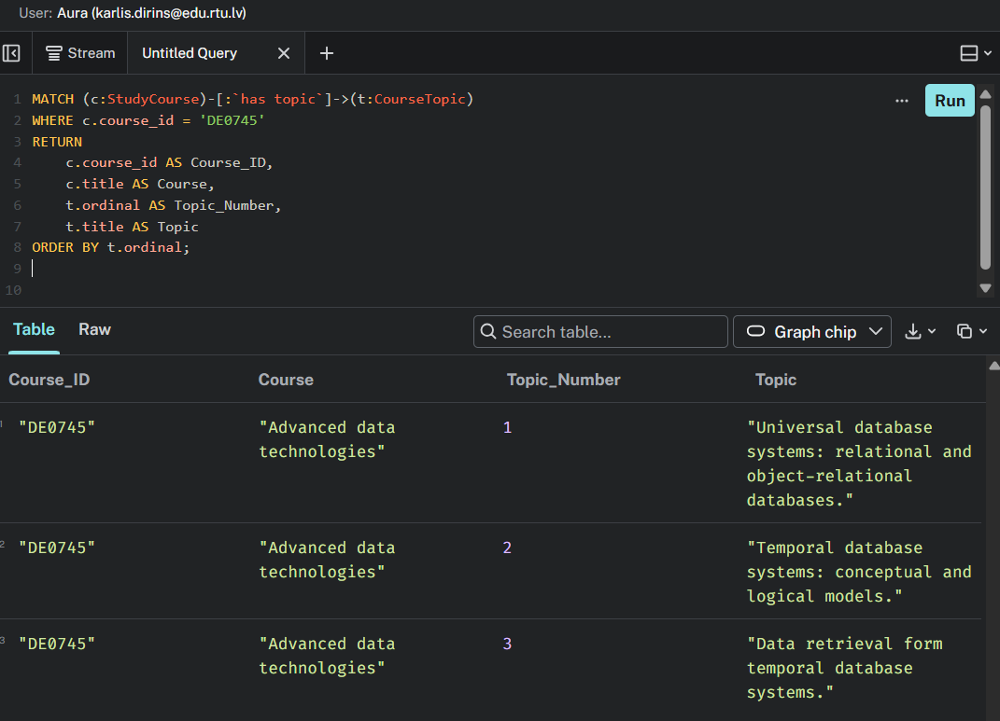 User: Aura (karlis.dirins@edu.rtu.lv)
Stream
Untitled Query
1 MATCH (c:StudyCourse)-[:`has topic`]->(t:CourseTopic)
Run
2 WHERE c.course_id = 'DE0745'
3 RETURN
4 c.course_id AS Course_ID,
5 c.title AS Course,
6 t.ordinal AS Topic_Number,
7 t.title AS Topic
8 ORDER BY t.ordinal;
9
10
Table Raw Search table... Graph chip
Course_ID Course Topic_Number Topic
1 "DE0745" "Advanced data 1 "Universal database
technologies" systems: relational and
object-relational
databases."
2 "DE0745" "Advanced data 2 "Temporal database
technologies" systems: conceptual and
logical models."
3 "DE0745" "Advanced data 3 "Data retrieval form
technologies" temporal database
systems."